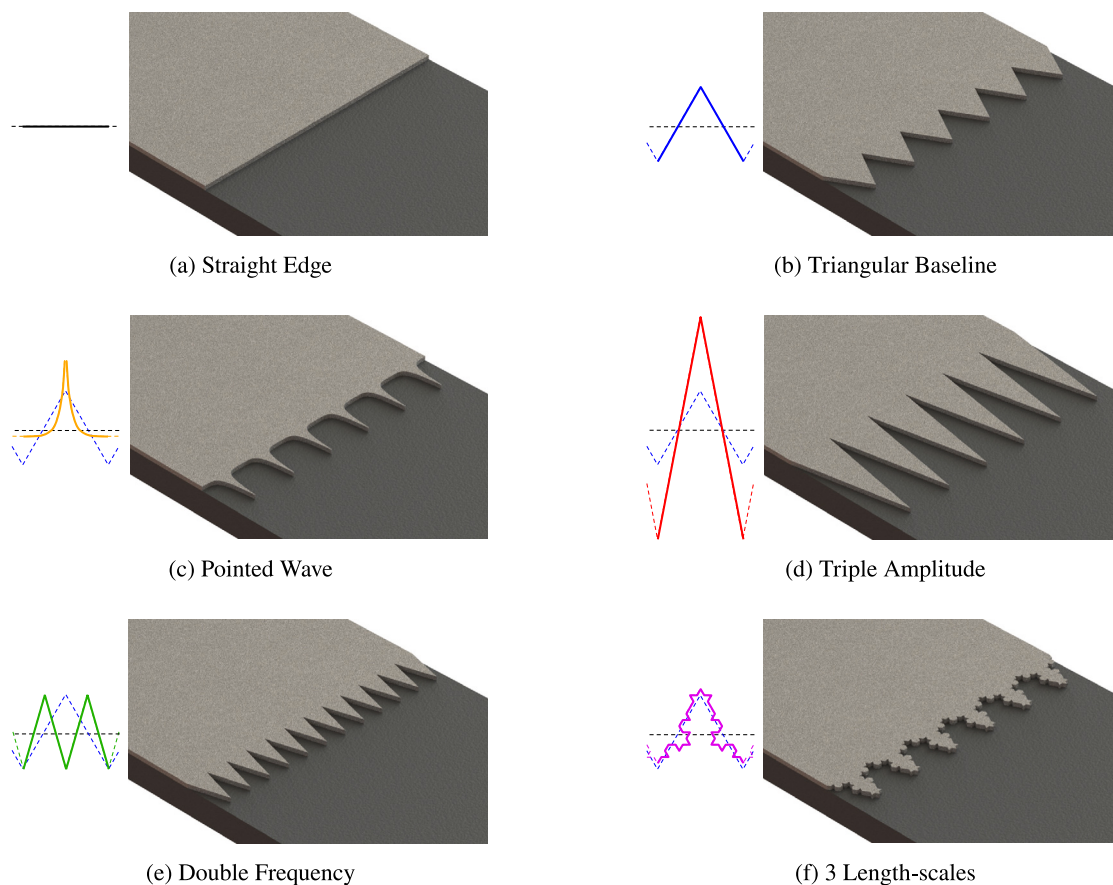 (a) Straight Edge
(b) Triangular Baseline
(c) Pointed Wave
(d) Triple Amplitude
(e) Double Frequency
(f) 3 Length-scales